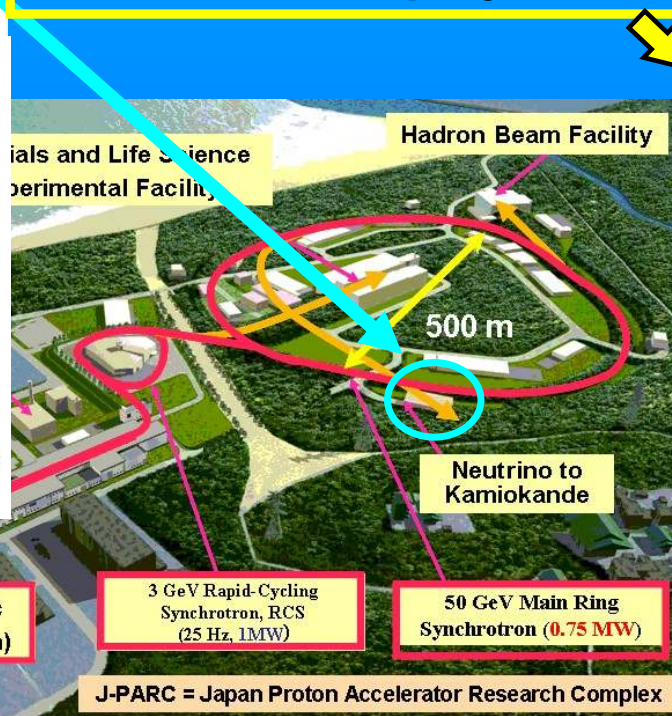 Hadron Beam Facility
ials and Life Science
perimental Facility
500 m
Neutrino to
Kamiokande
3 GeV Rapid-Cycling
Synchrotron, RCS
(25 Hz, 1MW)
50 GeV Main Ring
Synchrotron (0.75 MW)
J-PARC = Japan Proton Accelerator Research Complex